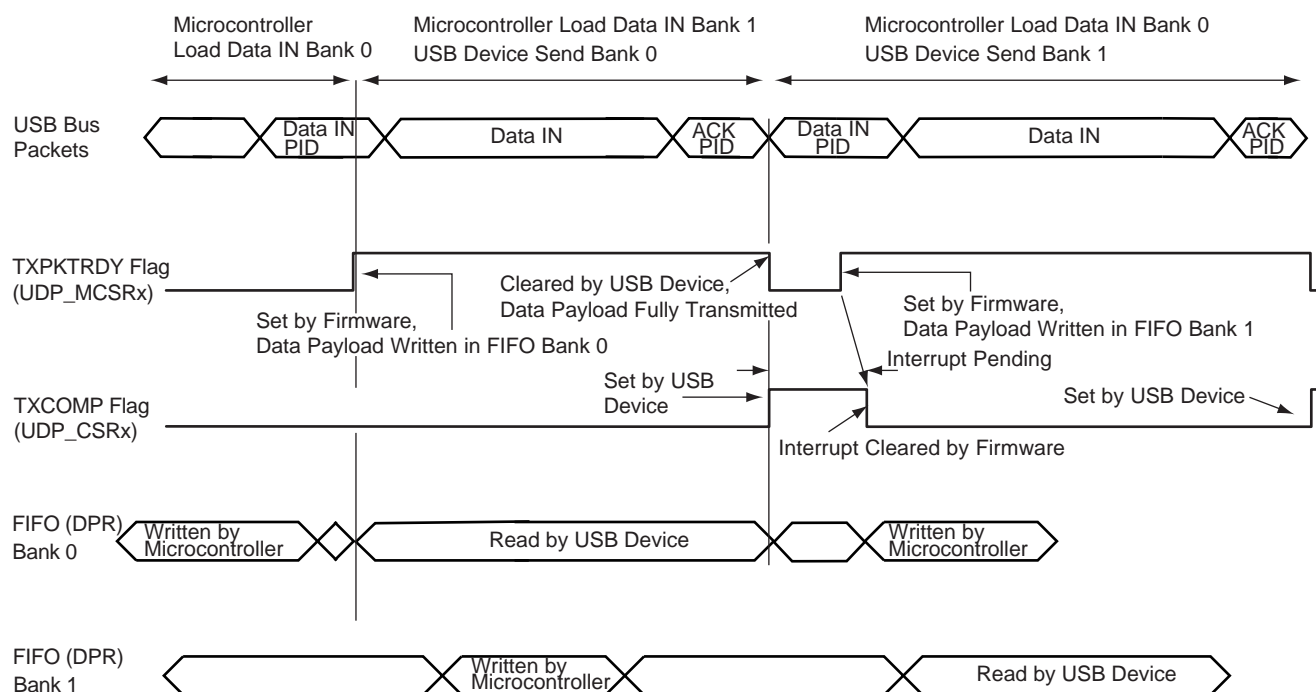 Microcontroller
Load Data IN Bank 0
Microcontroller Load Data IN Bank 1
USB Device Send Bank 0
Microcontroller Load Data IN Bank 0
USB Device Send Bank 1
USB Bus
Packets
Data IN
PID
Data IN
ACK
PID
Data IN
PID
Data IN
ACK
PID
TXPKTRDY Flag
(UDP_MCSRx)
Set by Firmware,
Data Payload Written in FIFO Bank 0
Cleared by USB Device,
Data Payload Fully Transmitted
Set by Firmware,
Data Payload Written in FIFO Bank 1
Interrupt Pending
TXCOMP Flag
(UDP_CSRx)
Set by USB
Device
Set by USB Device
Interrupt Cleared by Firmware
FIFO (DPR)
Bank 0
Written by
Microcontroller
Read by USB Device
Written by
Microcontroller
FIFO (DPR)
Bank 1
Written by
Microcontroller
Read by USB Device